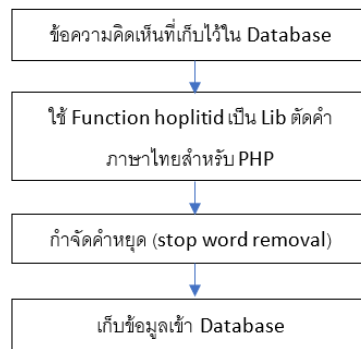 ข้อความคิดเห็นที่เก็บไว้ใน Database
ใช้ Function hoplitid เป็น Lib ตัดคำ
ภาษาไทยสำหรับ PHP
กำจัดคำหยุด (stop word removal)
เก็บข้อมูลเข้า Database